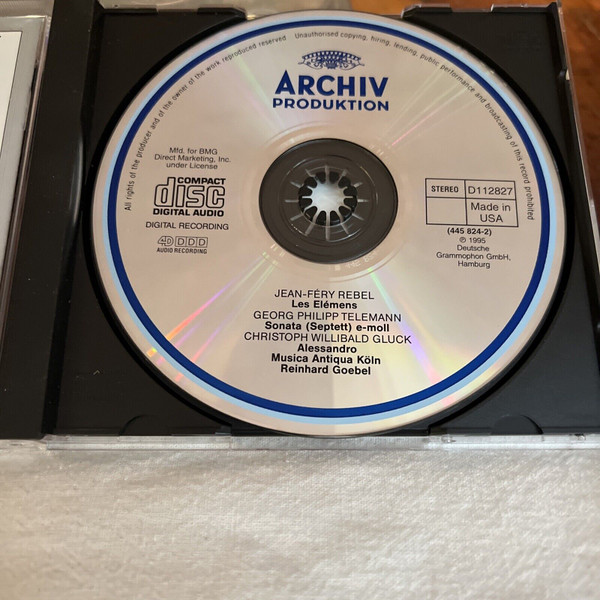 All rights of the producer and of the owner of the work reproduced reserved Unauthorised copying, hiring, lending, public performance and broadcasting of this record prohibited
ARCHIV
PRODUKTION
Mfd. for BMG
Direct Marketing, Inc.
under License
COMPACT
disc
DIGITAL AUDIO
DIGITAL RECORDING
4D DDD
AUDIO RECORDING
STEREO
D112827
Made in
USA
(445 824-2)
℗ 1995
Deutsche
Grammophon GmbH,
Hamburg
JEAN-FÉRY REBEL
Les Elémens
GEORG PHILIPP TELEMANN
Sonata (Septett) e-moll
CHRISTOPH WILLIBALD GLUCK
Alessandro
Musica Antiqua Köln
Reinhard Goebel